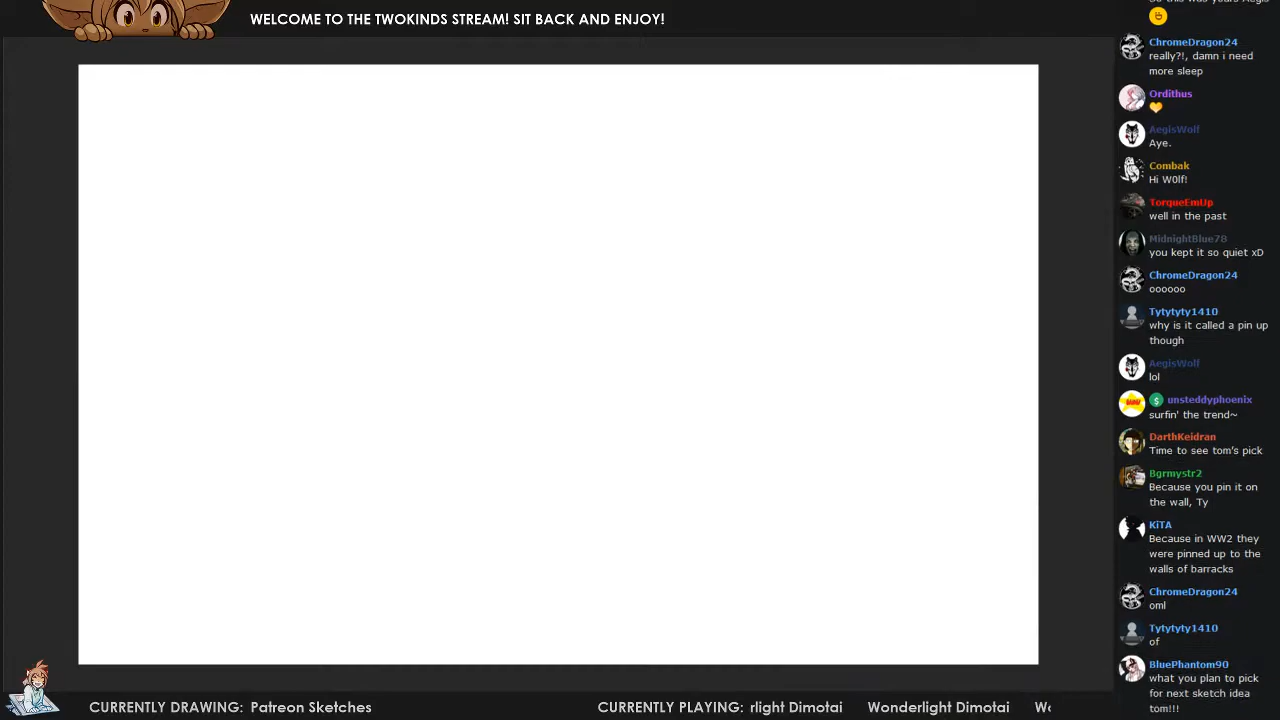 WELCOME TO THE TWOKINDS STREAM! SIT BACK AND ENJOY!
ChromeDragon24
really?!, damn i need
more sleep
Ordithus
AegisWolf
Aye.
Combak
Hi W0lf!
TorqueEmUp
well in the past
MidnightBlue78
you kept it so quiet xD
ChromeDragon24
oooooo
Tytytyty1410
why is it called a pin up
though
AegisWolf
lol
$ unsteddyphoenix
surfin' the trend~
DarthKeidran
Time to see tom's pick
Bgrmystr2
Because you pin it on
the wall, Ty
KiTA
Because in WW2 they
were pinned up to the
walls of barracks
ChromeDragon24
oml
Tytytyty1410
of
BluePhantom90
what you plan to pick
for next sketch idea
tom!!!
CURRENTLY DRAWING: Patreon Sketches
CURRENTLY PLAYING: rlight Dimotai Wonderlight Dimotai